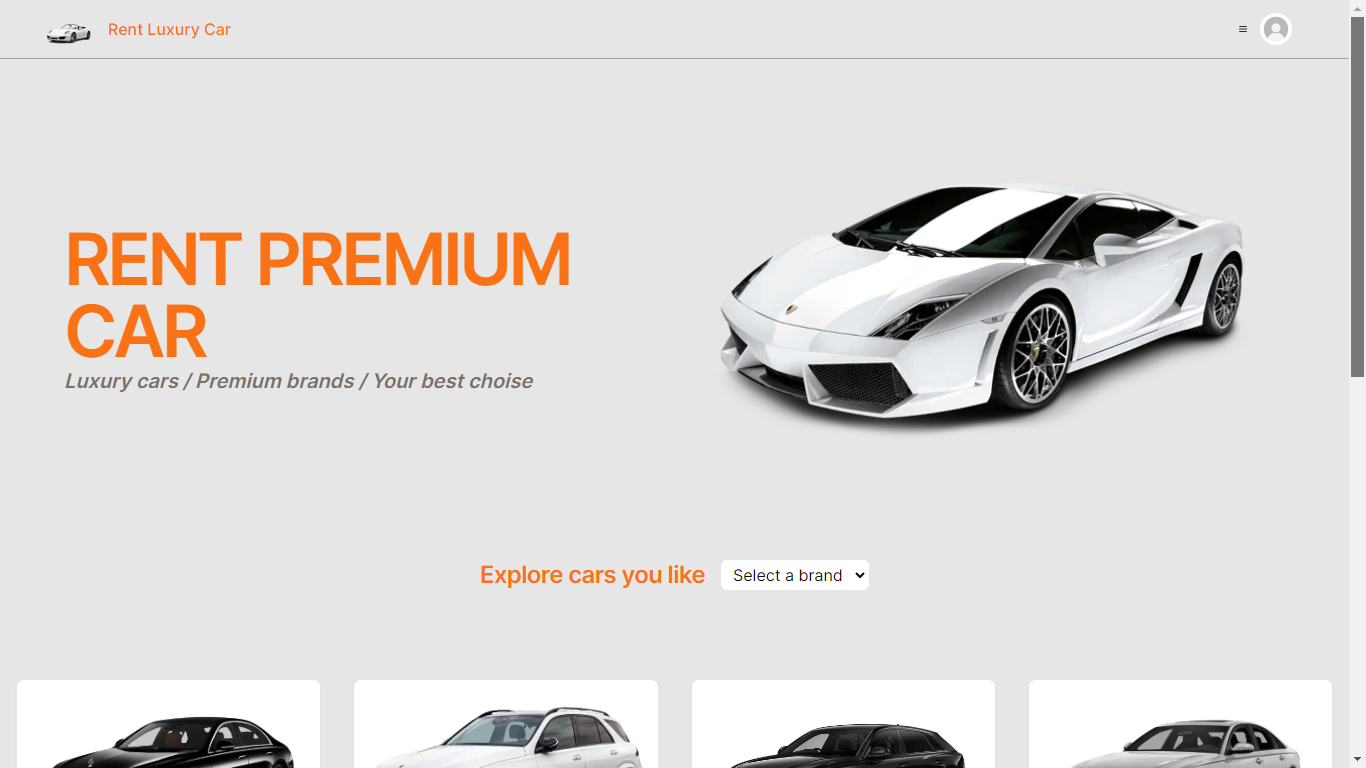 Rent Luxury Car
RENT PREMIUM
CAR
Luxury cars / Premium brands / Your best choise
Explore cars you like
Select a brand